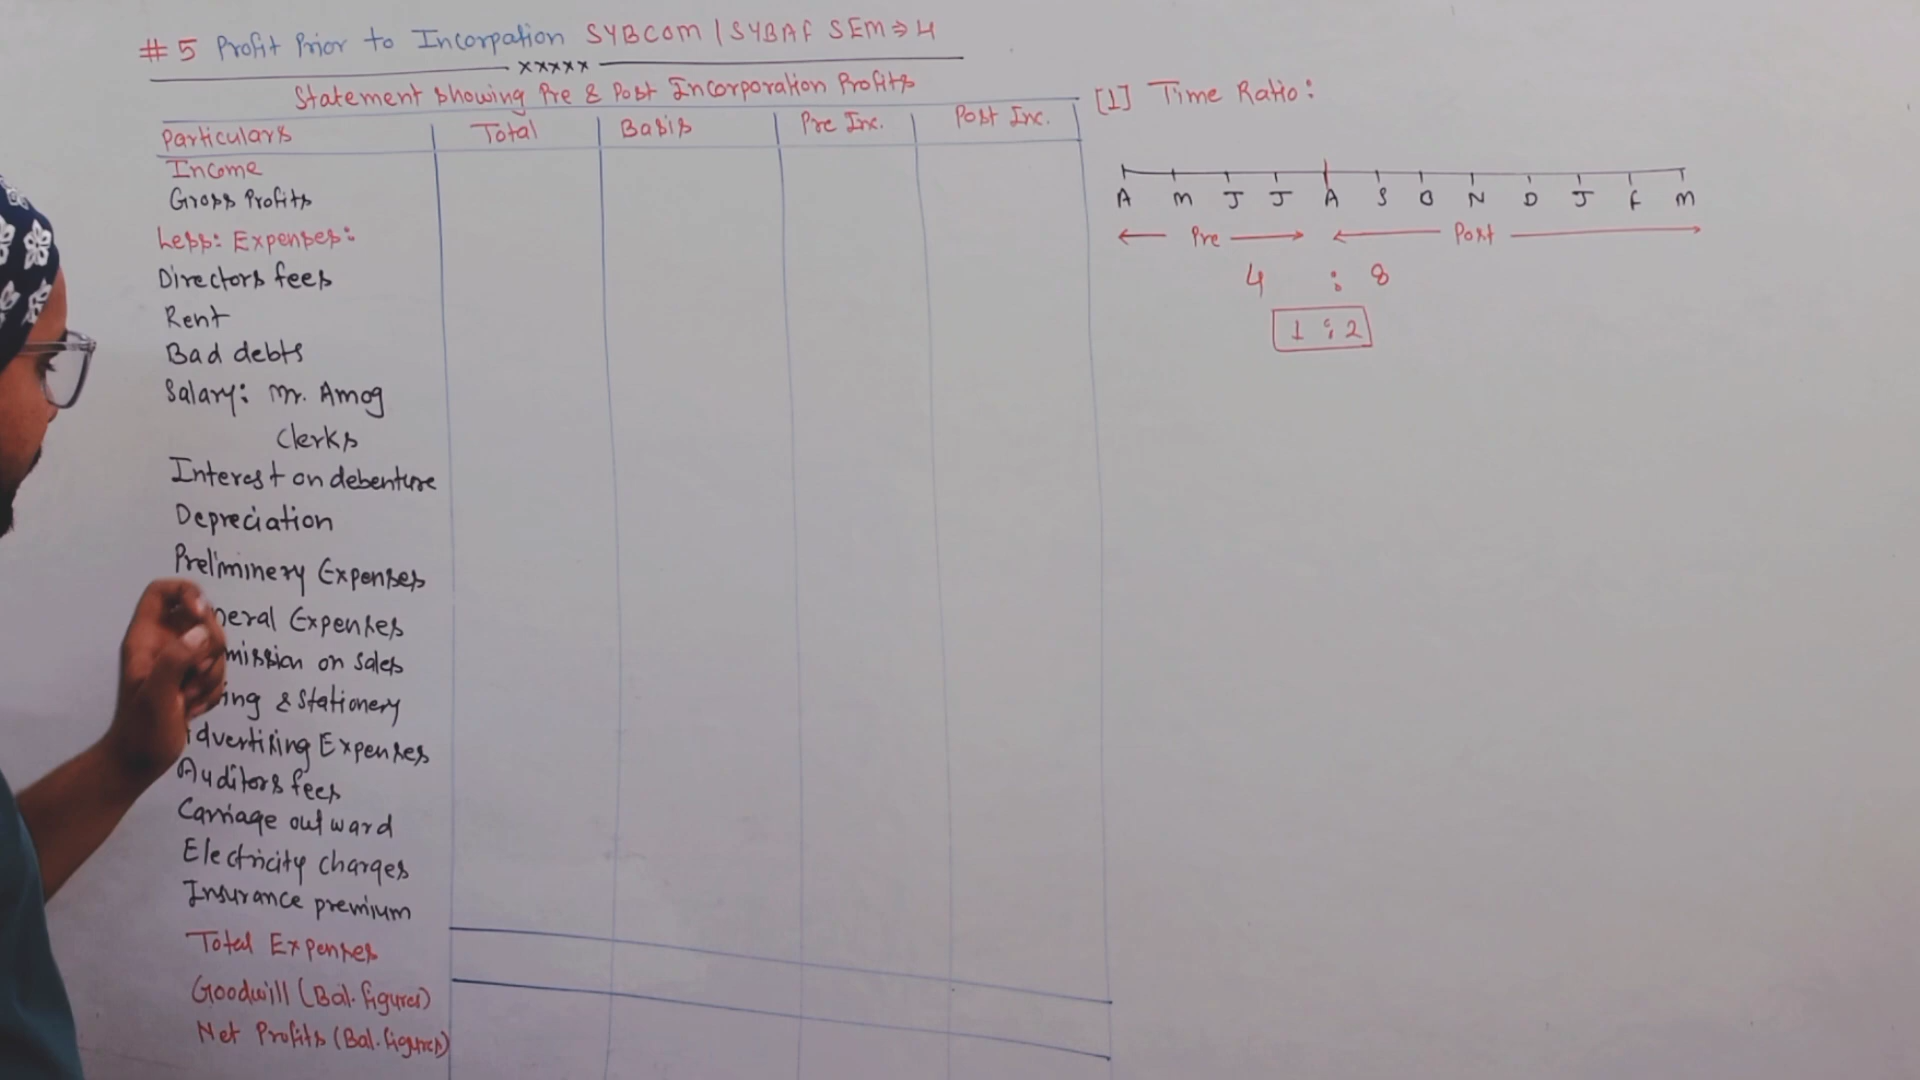 #5 Profit Prior to Incorpation SYBCOM | SYBAF SEM⇒4
xxxxx
Statement showing Pre & Post Incorporation Profits
Particulars Total Basis Pre Inc. Post Inc.
Income
Gross Profits
Less: Expenses:
Directors fees
Rent
Bad debts
Salary: Mr. Amog
Clerks
Interest on debenture
Depreciation
Preliminery Expenses
Expenses
on sales
& Stationery
Advertising Expenses
Auditors fees
Carriage outward
Electricity charges
Insurance premium
Total Expenses
Goodwill (Bal. figures)
Net Profits (Bal. figures)
[1] Time Ratio:
A M J J A S O N D J F M
Pre Post
4 : 8
1 : 2